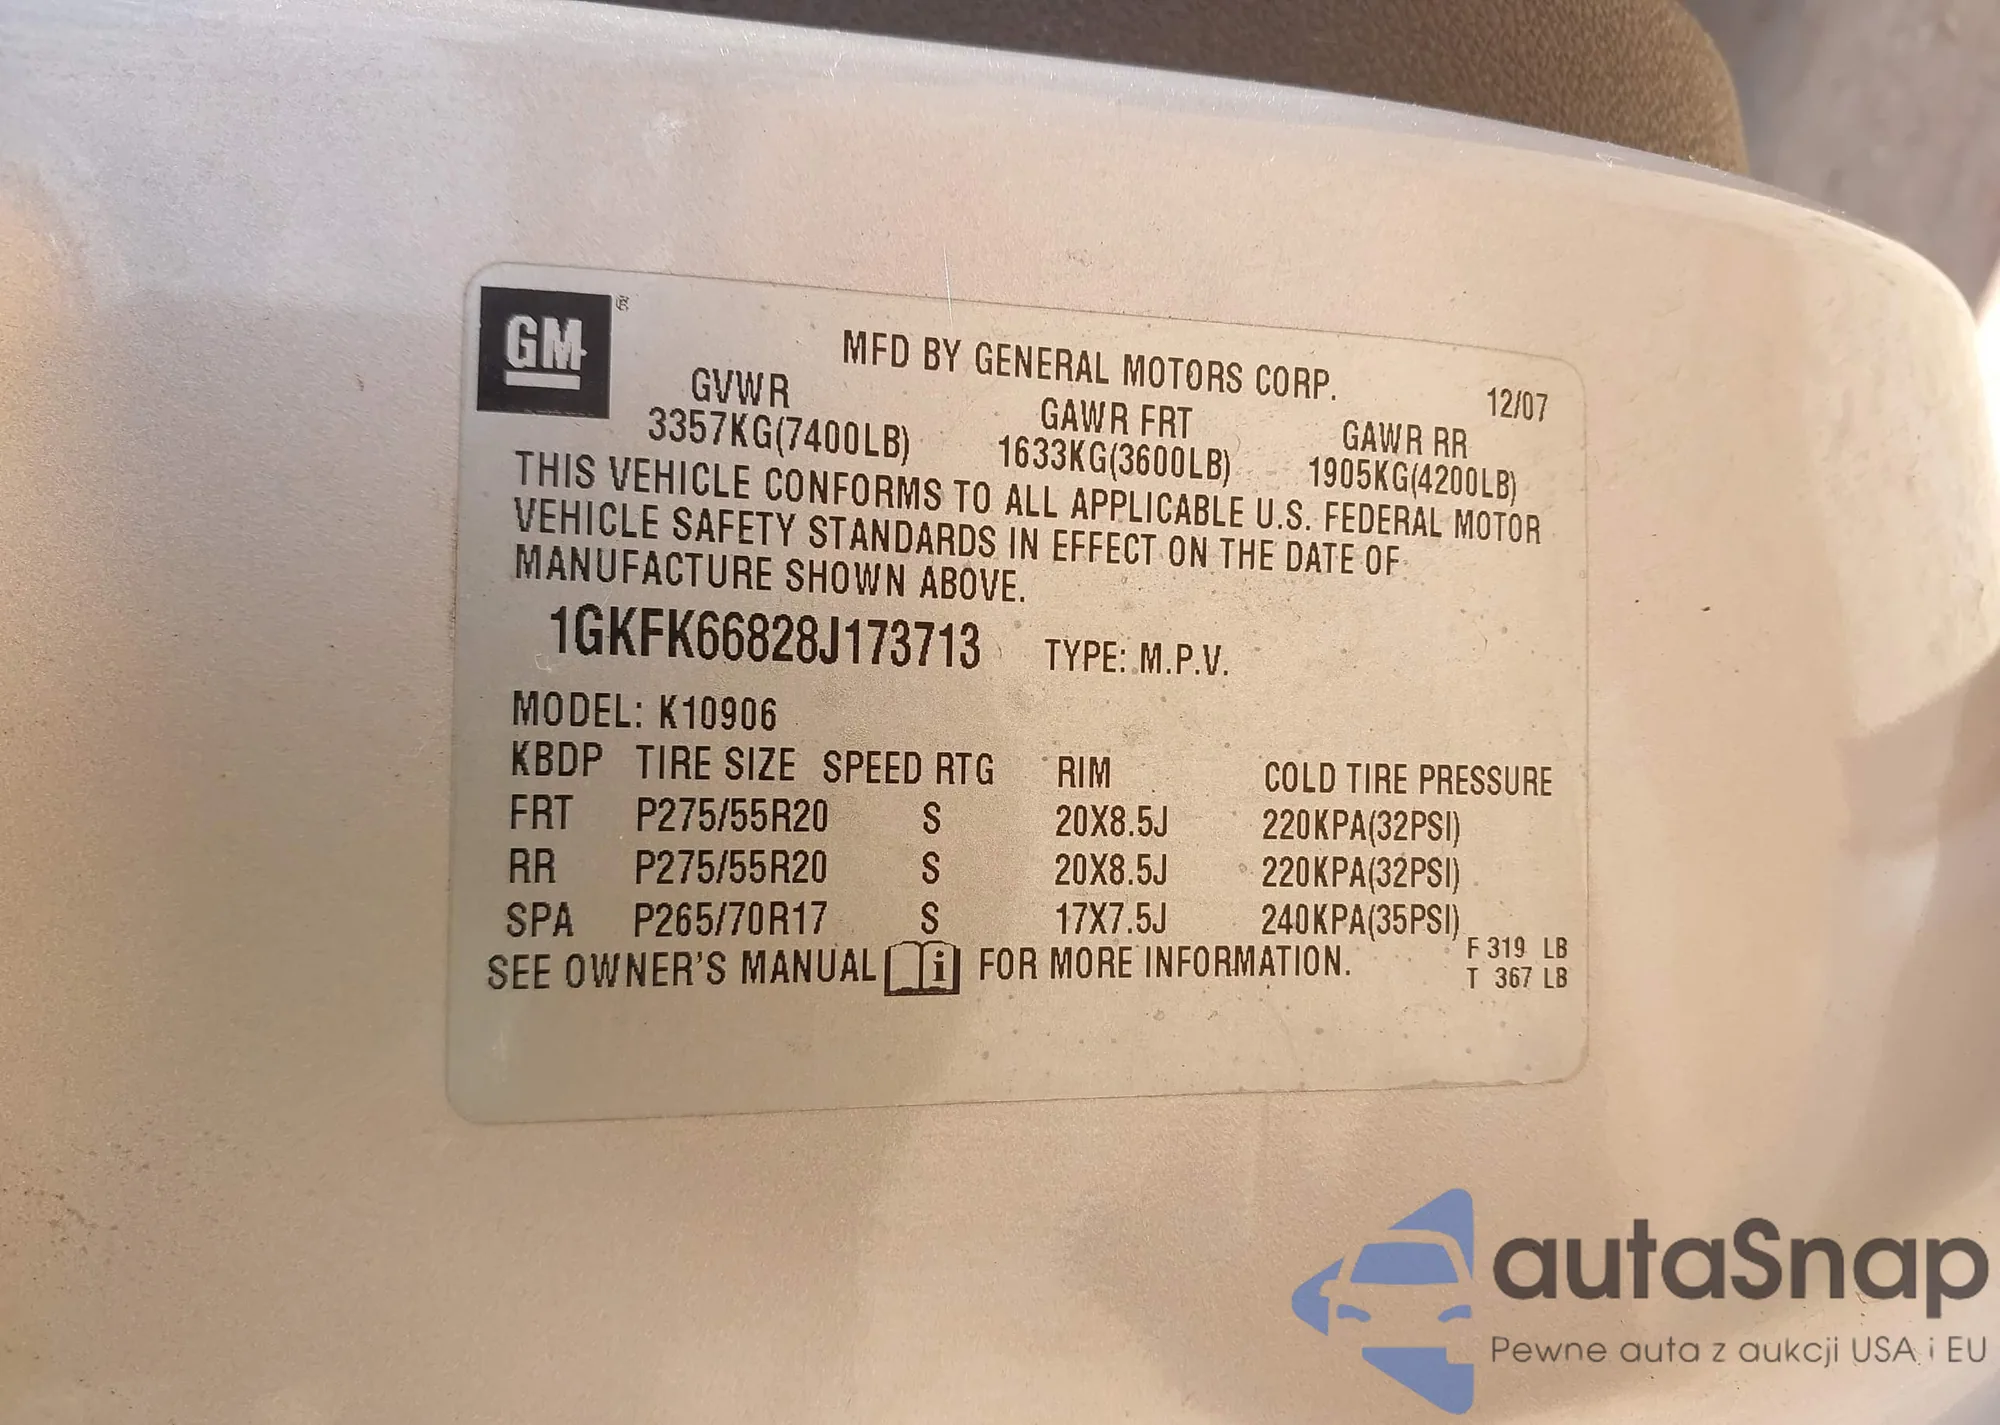 GM
MFD BY GENERAL MOTORS CORP.
12/07
GVWR GAWR FRT GAWR RR
3357KG(7400LB) 1633KG(3600LB) 1905KG(4200LB)
THIS VEHICLE CONFORMS TO ALL APPLICABLE U.S. FEDERAL MOTOR
VEHICLE SAFETY STANDARDS IN EFFECT ON THE DATE OF
MANUFACTURE SHOWN ABOVE.
1GKFK66828J173713 TYPE: M.P.V.
MODEL: K10906
KBDP TIRE SIZE SPEED RTG RIM COLD TIRE PRESSURE
FRT P275/55R20 S 20X8.5J 220KPA(32PSI)
RR P275/55R20 S 20X8.5J 220KPA(32PSI)
SPA P265/70R17 S 17X7.5J 240KPA(35PSI)
SEE OWNER'S MANUAL i FOR MORE INFORMATION.
F 319 LB
T 367 LB
autaSnap
Pewne auta z aukcji USA i EU